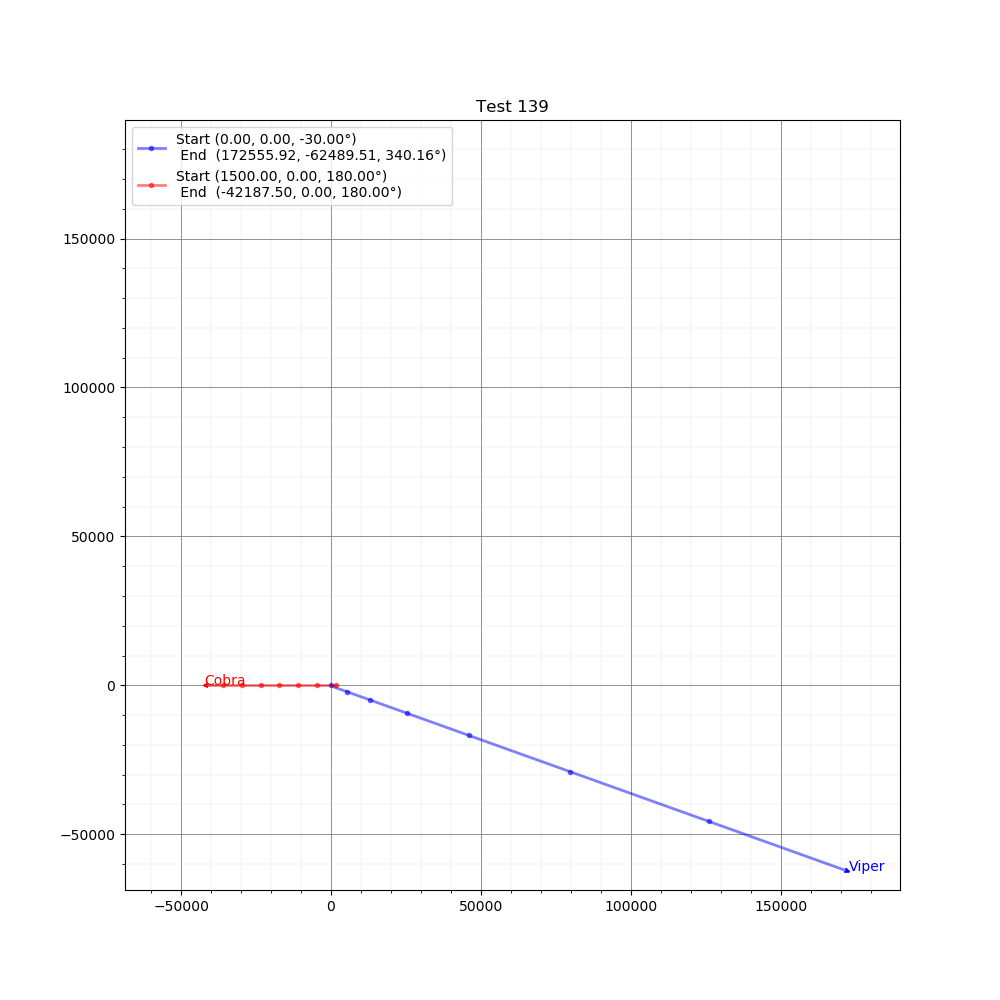 Test 139
Start (0.00, 0.00, -30.00°)
End  (172555.92, -62489.51, 340.16°)
Start (1500.00, 0.00, 180.00°)
End  (-42187.50, 0.00, 180.00°)
150000
100000
50000
0
−50000
Cobra
Viper
−50000 0 50000 100000 150000